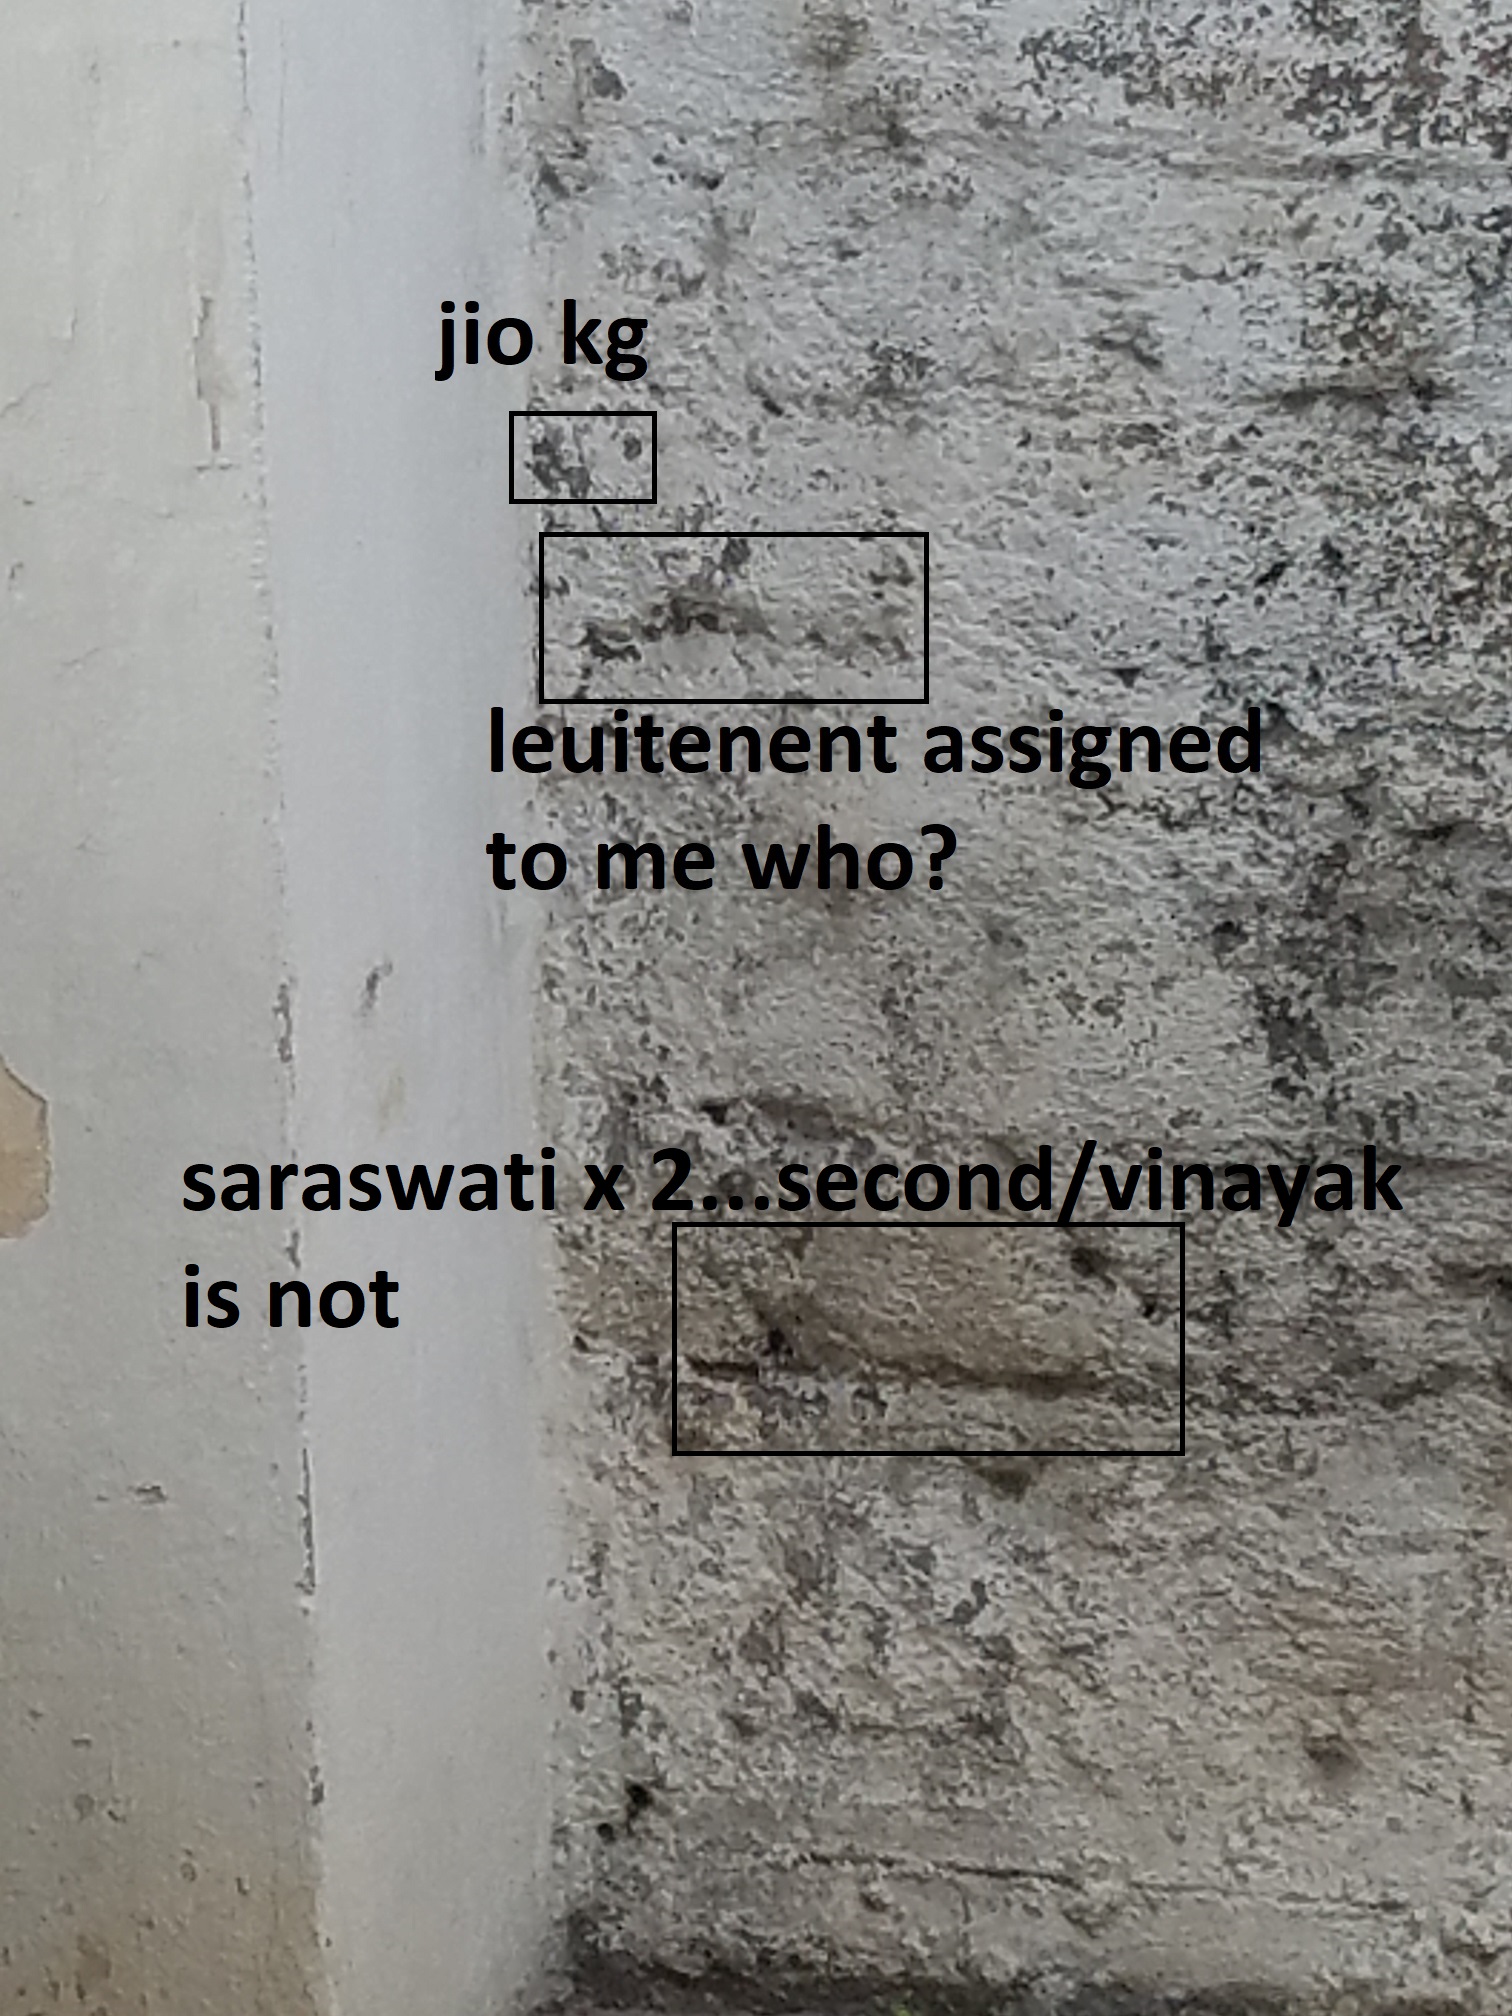 jio kg
leuitenent assigned
to me who?
saraswati x 2...second/vinayak
is not